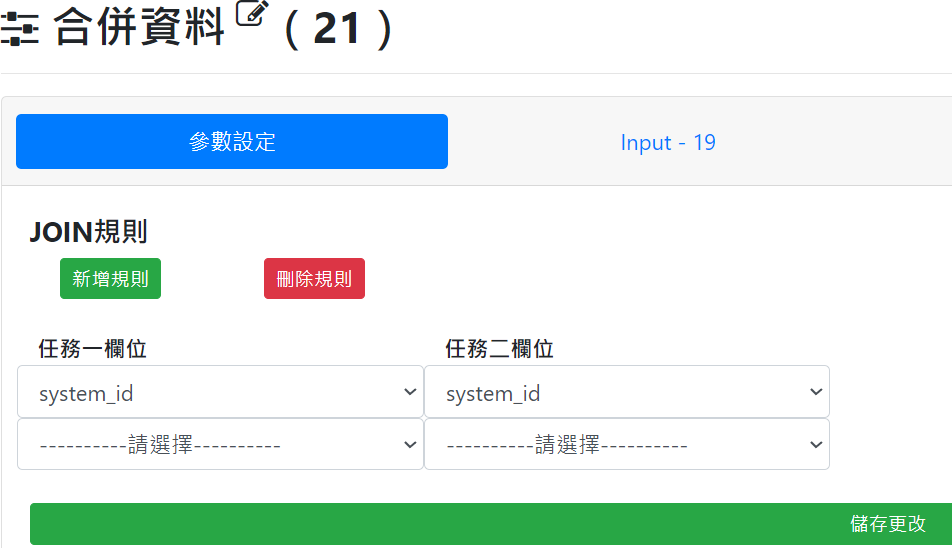 合併資料 ( 21 )
參數設定 Input - 19
JOIN規則
新增規則 刪除規則
任務一欄位 任務二欄位
system_id system_id
----------請選擇---------- ----------請選擇----------
儲存更改